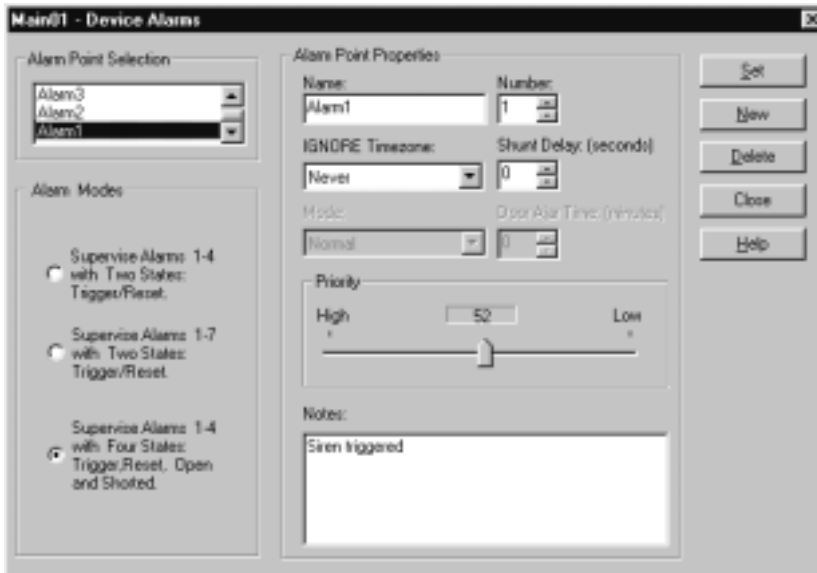 Main01 - Device Alarms
Alarm Point Selection
Alarm3
Alarm2
Alarm1
Alarm Modes
Supervise Alarms 1-4
with Two States:
Trigger/Reset.
Supervise Alarms 1-7
with Two States:
Trigger/Reset.
Supervise Alarms 1-4
with Four States:
Trigger,Reset, Open
and Shorted.
Alarm Point Properties
Name:
Number:
Alarm1
1
IGNORE Timezone:
Shunt Delay: (seconds)
Never
0
Mode:
Door Ajar Time: (minutes)
Normal
0
Priority
High
52
Low
Notes:
Siren triggered
Set
New
Delete
Close
Help